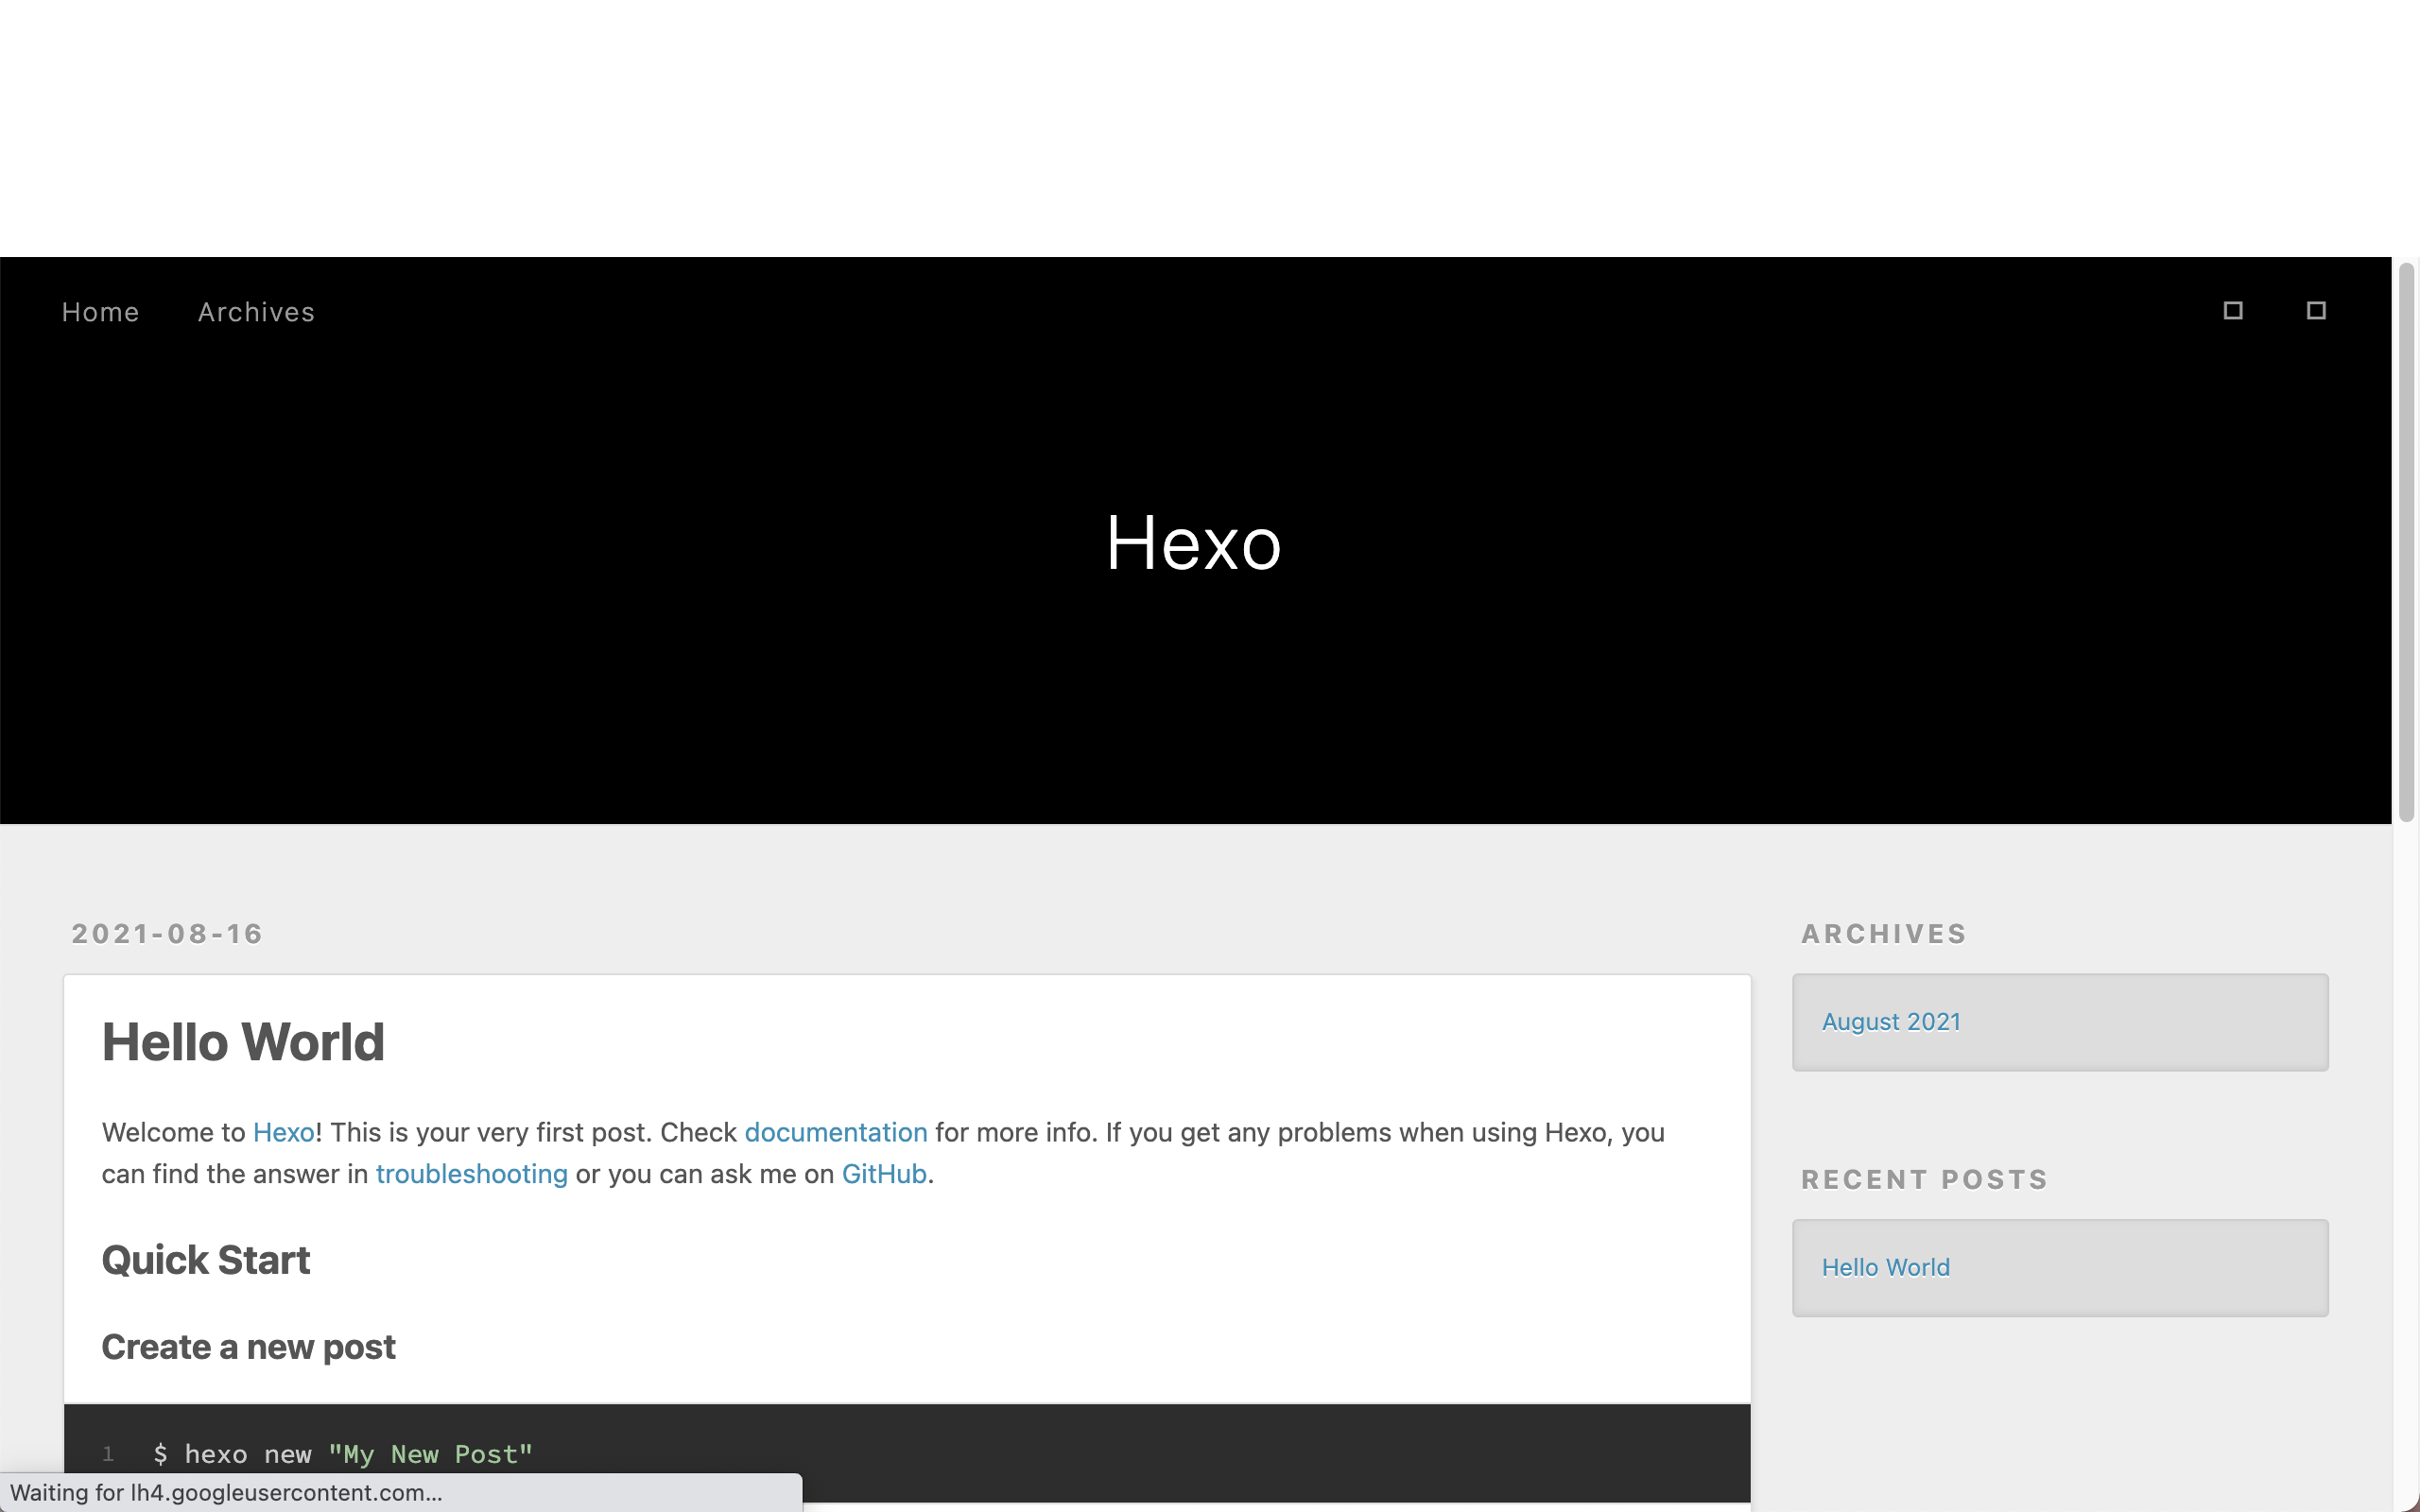 Home Archives
Hexo
2021-08-16
Hello World
Welcome to Hexo! This is your very first post. Check documentation for more info. If you get any problems when using Hexo, you
can find the answer in troubleshooting or you can ask me on GitHub.
Quick Start
Create a new post
1 $ hexo new "My New Post"
ARCHIVES
August 2021
RECENT POSTS
Hello World
Waiting for lh4.googleusercontent.com...